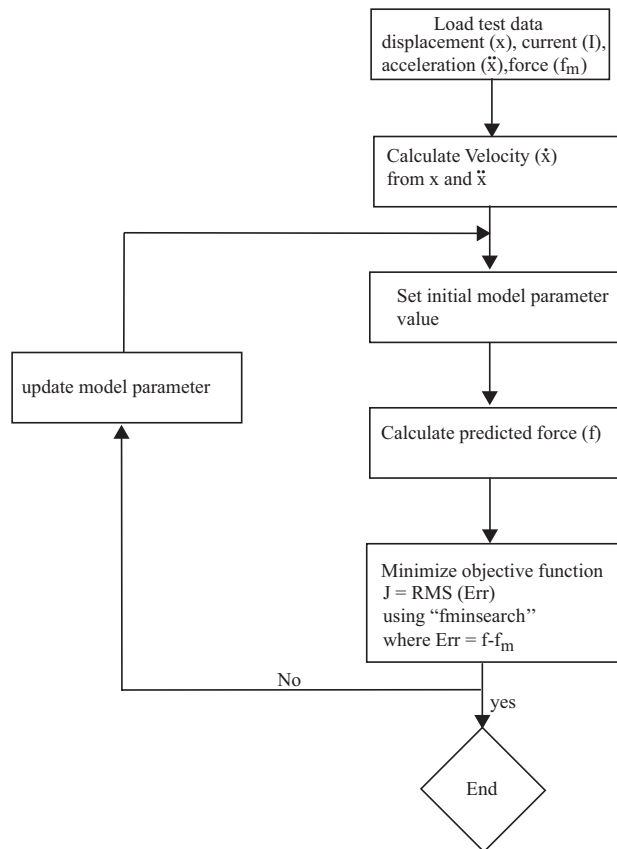 Load test data
displacement (x), current (I),
acceleration (ẍ),force (fₘ)
Calculate Velocity (ẋ)
from x and ẍ
Set initial model parameter
value
update model parameter
Calculate predicted force (f)
Minimize objective function
J = RMS (Err)
using “fminsearch’’
where Err = f-fₘ
No
yes
End